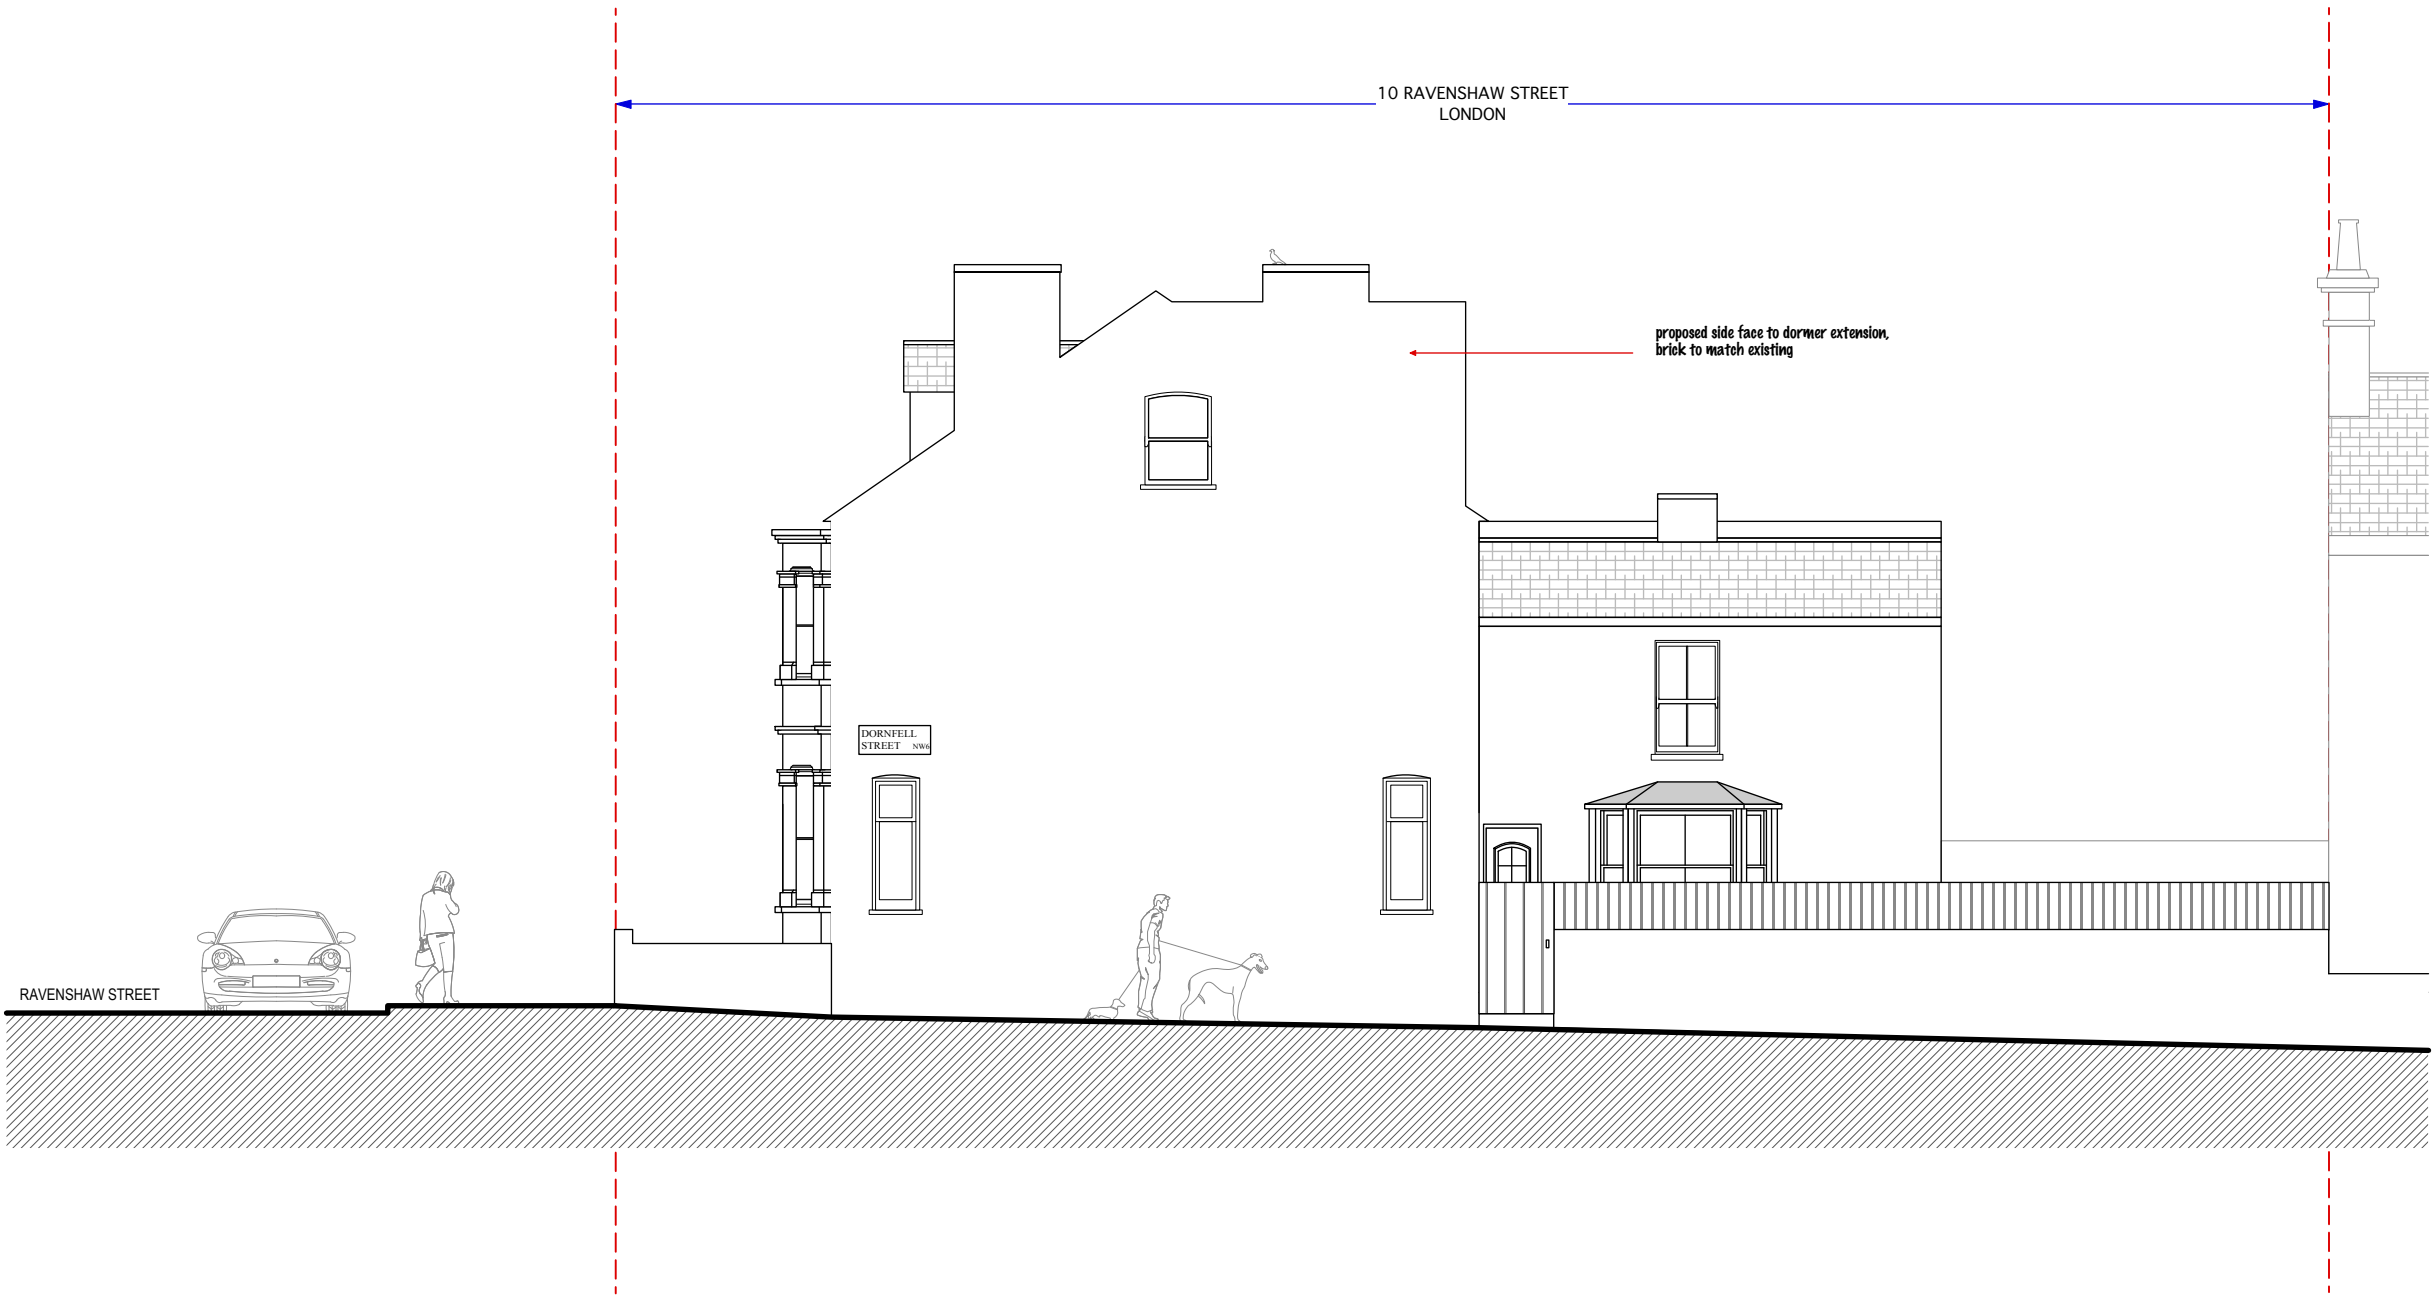 10 RAVENSHAW STREET
LONDON
proposed side face to dormer extension,
brick to match existing
DORNFELL
STREET NW6
RAVENSHAW STREET